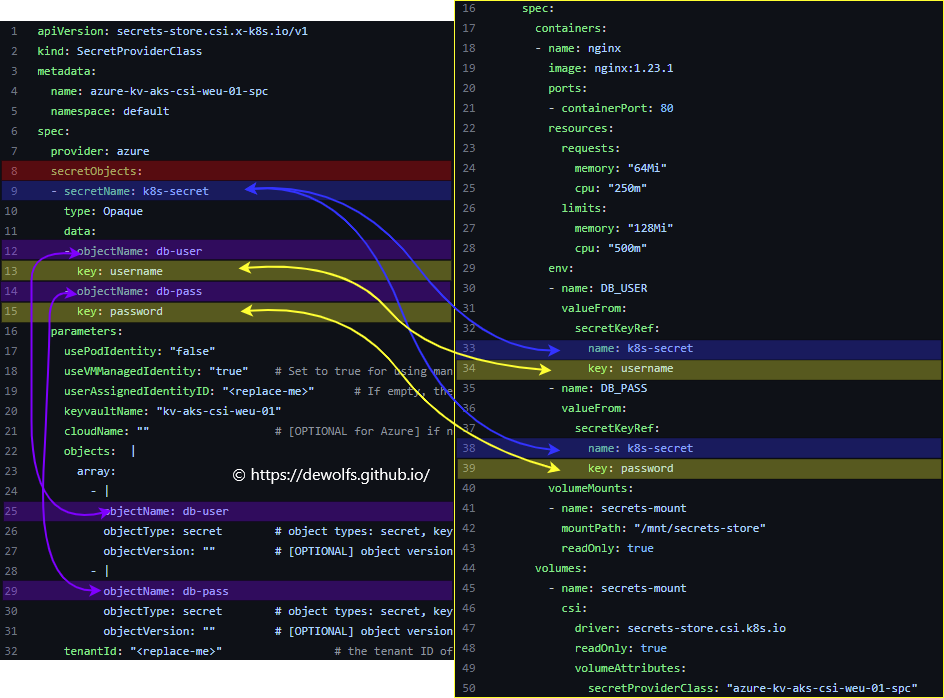 1 apiVersion: secrets-store.csi.x-k8s.io/v1
2 kind: SecretProviderClass
3 metadata:
4 name: azure-kv-aks-csi-weu-01-spc
5 namespace: default
6 spec:
7 provider: azure
8 secretObjects:
9 - secretName: k8s-secret
10 type: Opaque
11 data:
12 - objectName: db-user
13 key: username
14 - objectName: db-pass
15 key: password
16 parameters:
17 usePodIdentity: "false"
18 useVMManagedIdentity: "true" # Set to true for using man
19 userAssignedIdentityID: "<replace-me>" # If empty, the
20 keyvaultName: "kv-aks-csi-weu-01"
21 cloudName: "" # [OPTIONAL for Azure] if n
22 objects: |
23 array:
24 - |
25 objectName: db-user
26 objectType: secret # object types: secret, key
27 objectVersion: "" # [OPTIONAL] object version
28 - |
29 objectName: db-pass
30 objectType: secret # object types: secret, key
31 objectVersion: "" # [OPTIONAL] object version
32 tenantId: "<replace-me>" # the tenant ID of
© https://dewolfs.github.io/
16 spec:
17 containers:
18 - name: nginx
19 image: nginx:1.23.1
20 ports:
21 - containerPort: 80
22 resources:
23 requests:
24 memory: "64Mi"
25 cpu: "250m"
26 limits:
27 memory: "128Mi"
28 cpu: "500m"
29 env:
30 - name: DB_USER
31 valueFrom:
32 secretKeyRef:
33 name: k8s-secret
34 key: username
35 - name: DB_PASS
36 valueFrom:
37 secretKeyRef:
38 name: k8s-secret
39 key: password
40 volumeMounts:
41 - name: secrets-mount
42 mountPath: "/mnt/secrets-store"
43 readOnly: true
44 volumes:
45 - name: secrets-mount
46 csi:
47 driver: secrets-store.csi.k8s.io
48 readOnly: true
49 volumeAttributes:
50 secretProviderClass: "azure-kv-aks-csi-weu-01-spc"